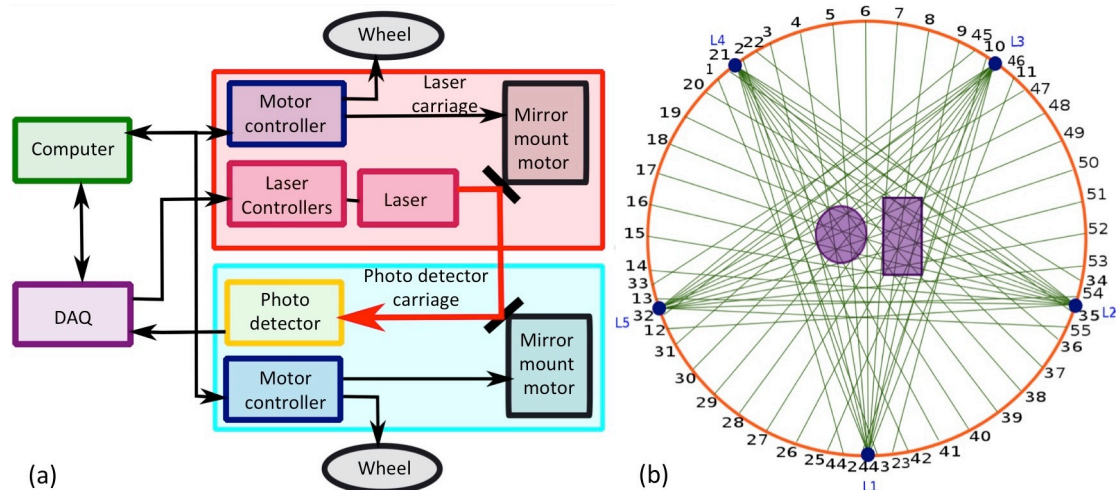 Wheel
Motor
controller
Laser
carriage
Mirror
mount
motor
Computer
Laser
Controllers
Laser
Photo detector
carriage
DAQ
Photo
detector
Mirror
mount
motor
Motor
controller
Wheel
(a)
L4
21
2
22
3
4
5
6
7
8
9
45
10
L3
46
11
1
20
47
19
48
18
49
17
50
16
51
15
52
14
53
33
34
13
54
32
35
L2
L5
12
55
31
36
30
37
29
38
28
39
27
40
26
41
25
44
24
43
23
42
L1
(b)